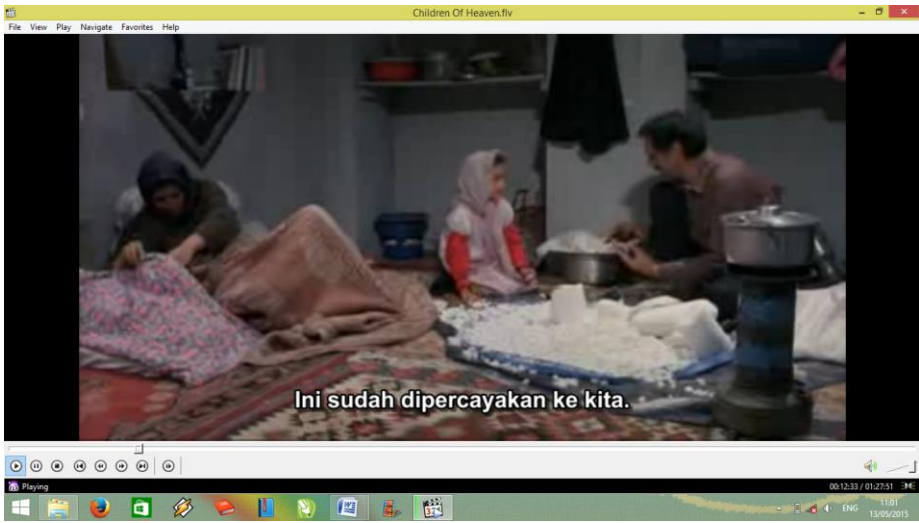 Children Of Heaven.flv
File View Play Navigate Favorites Help
Ini sudah dipercayakan ke kita.
Playing
00:12:33 / 01:27:51
ENG
11:01
13/05/2015